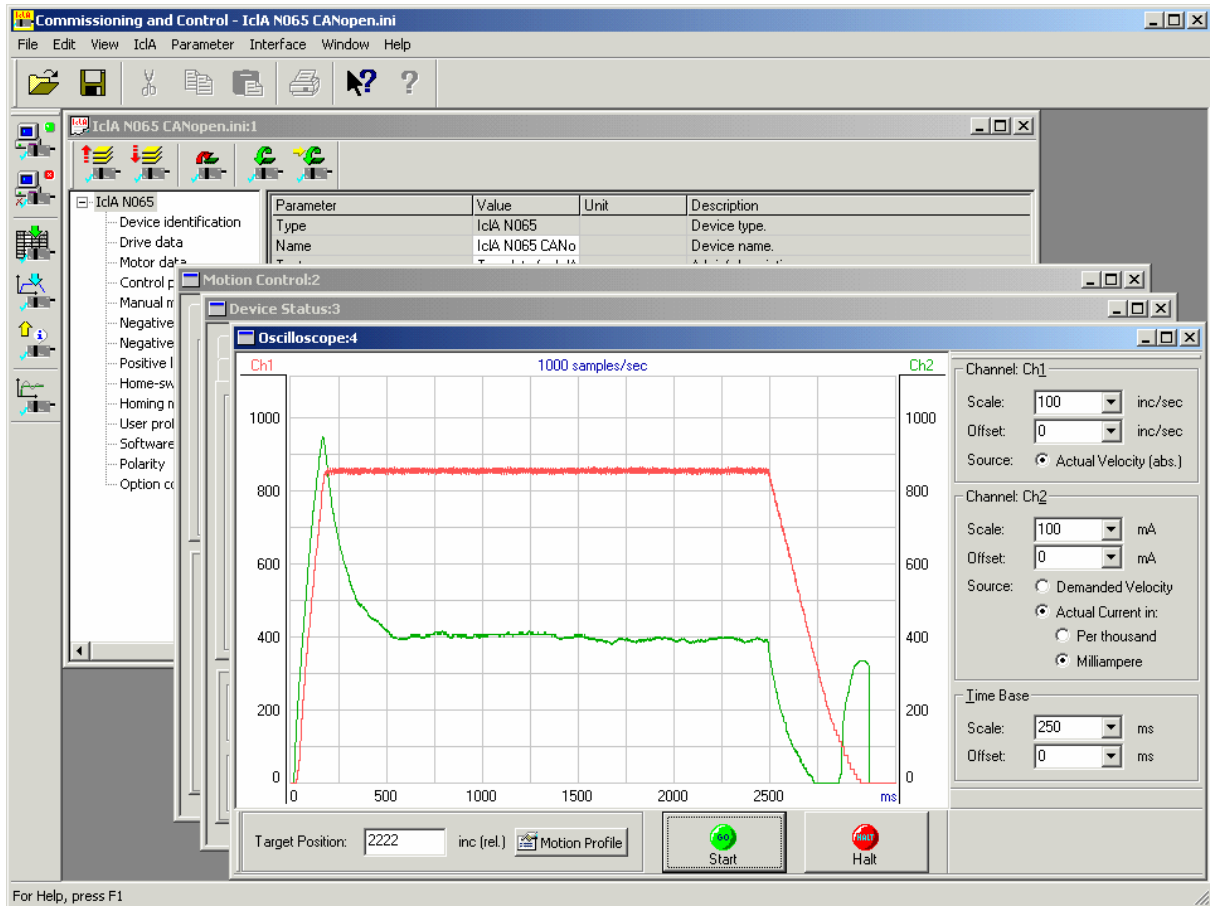 Commissioning and Control - IclA N065 CANopen.ini
File Edit View IclA Parameter Interface Window Help
IclA N065 CANopen.ini:1
IclA N065
Device identification
Drive data
Motor data
Control p
Manual m
Negative
Negative
Positive l
Home-sw
Homing m
User prof
Software
Polarity
Option co
Parameter Value Unit Description
Type IclA N065 Device type.
Name IclA N065 CANo Device name.
Motion Control:2
Device Status:3
Oscilloscope:4
Ch1 1000 samples/sec Ch2
1000 1000
800 800
600 600
400 400
200 200
0 0
0 500 1000 1500 2000 2500 ms
Channel: Ch1
Scale: 100 inc/sec
Offset: 0 inc/sec
Source: Actual Velocity (abs.)
Channel: Ch2
Scale: 100 mA
Offset: 0 mA
Source: Demanded Velocity
Actual Current in:
Per thousand
Milliampere
Time Base
Scale: 250 ms
Offset: 0 ms
Target Position: 2222 inc (rel.) Motion Profile
GO
Start
HALT
Halt
For Help, press F1